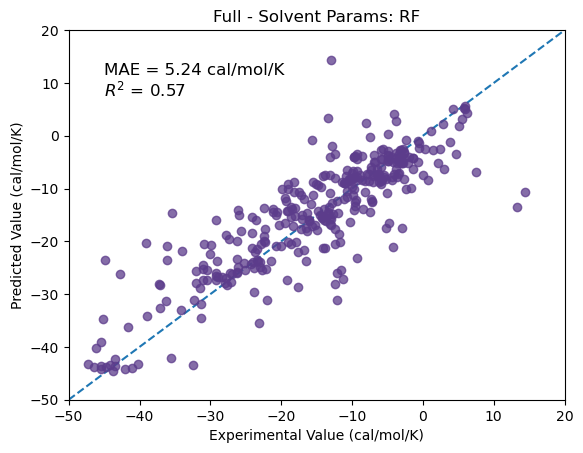 Full - Solvent Params: RF
20
10
0
−10
−20
−30
−40
−50
Predicted Value (cal/mol/K)
MAE = 5.24 cal/mol/K
R² = 0.57
−50 −40 −30 −20 −10 0 10 20
Experimental Value (cal/mol/K)